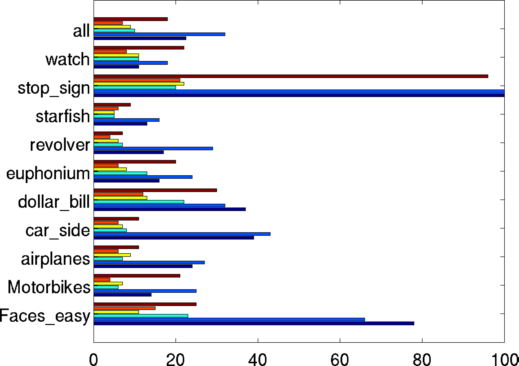 all
watch
stop_sign
starfish
revolver
euphonium
dollar_bill
car_side
airplanes
Motorbikes
Faces_easy
0 20 40 60 80 100